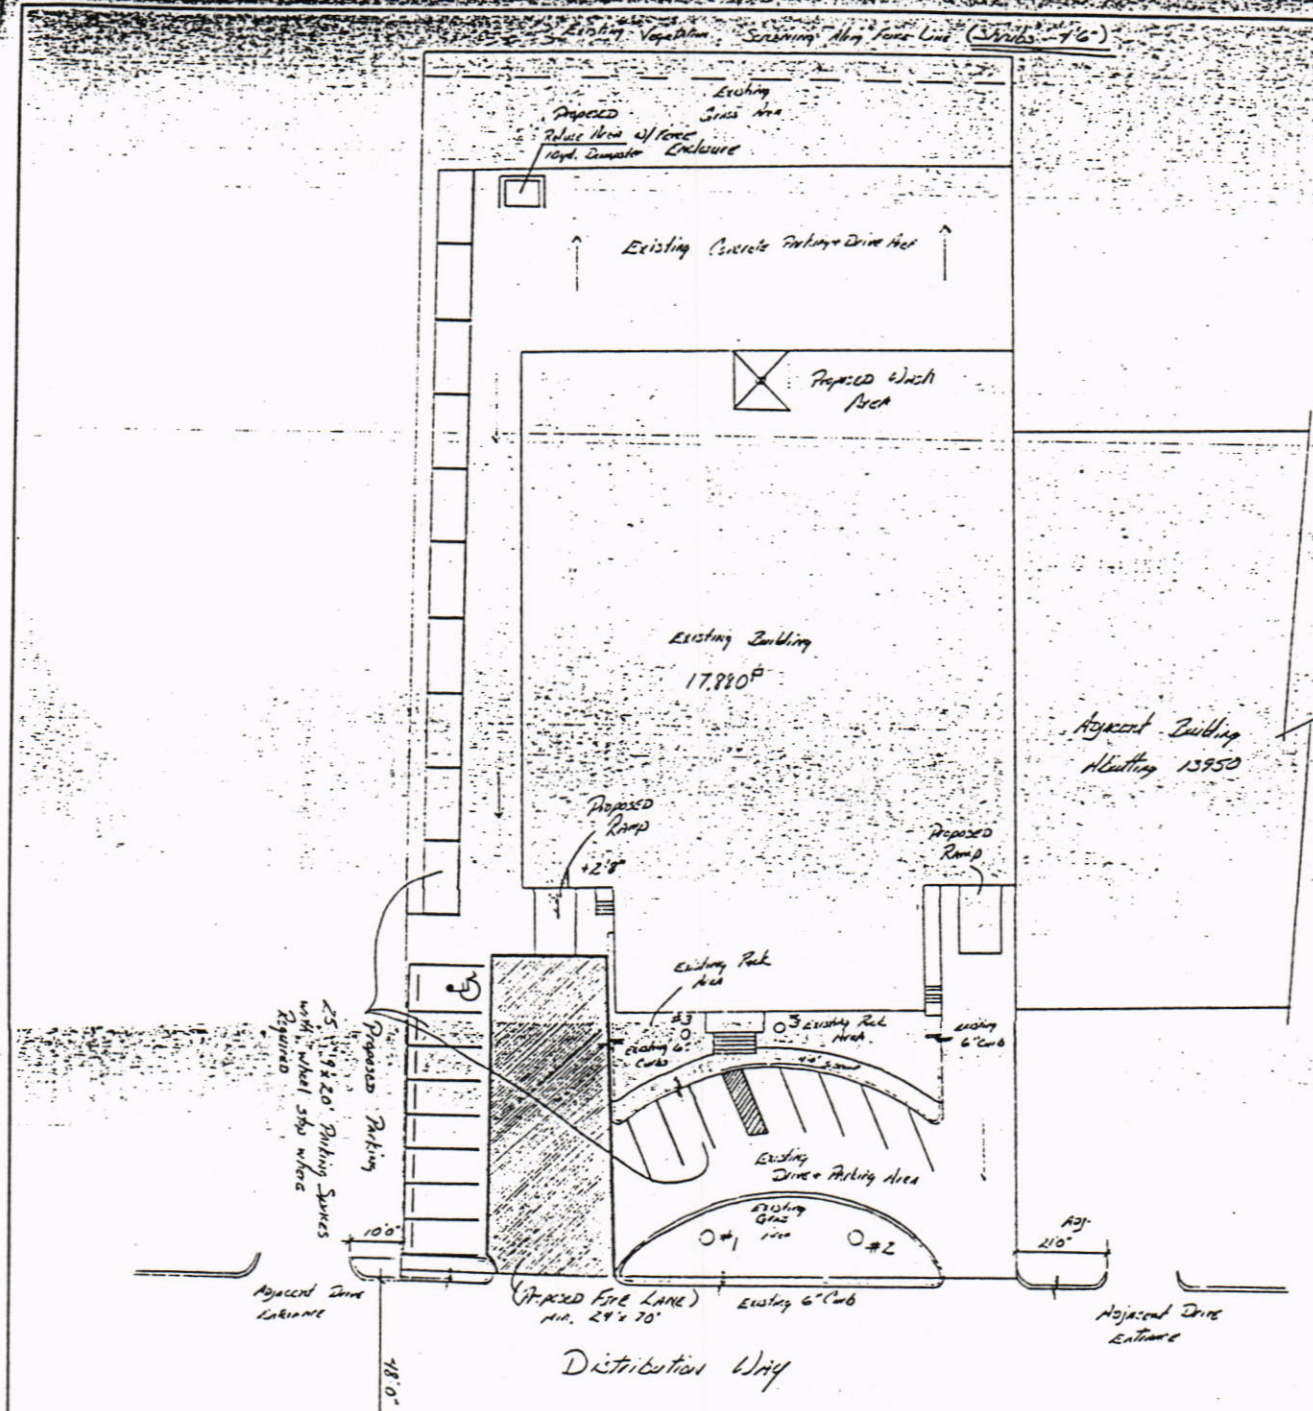 Existing Vegetation Screening Along Fence Line (Shrubs - 4'6")
Existing
Grass Area
Proposed
Refuse Area w/ Fence
10yd. Dumpster Enclosure
Existing Concrete Parking + Drive Area
Proposed Wash
Area
Existing Building
17,880
Adjacent Building
Abutting 13950
Proposed
Ramp
+2'8"
Proposed
Ramp
Existing Rock
Area
#3
3
Existing Rock
Area
Existing 6"
Curb
Existing
6" Curb
Proposed Parking
25, 9'x20' Parking Spaces
with wheel stop where
Required
Existing
Drive + Parking Area
Existing
Grass
Area
#1
#2
10'0"
Adj.
21'0"
Adjacent Drive
Entrance
(Proposed Fire Lane)
Min. 24' x 70'
Existing 6" Curb
Adjacent Drive
Entrance
Distribution Way
48'0"